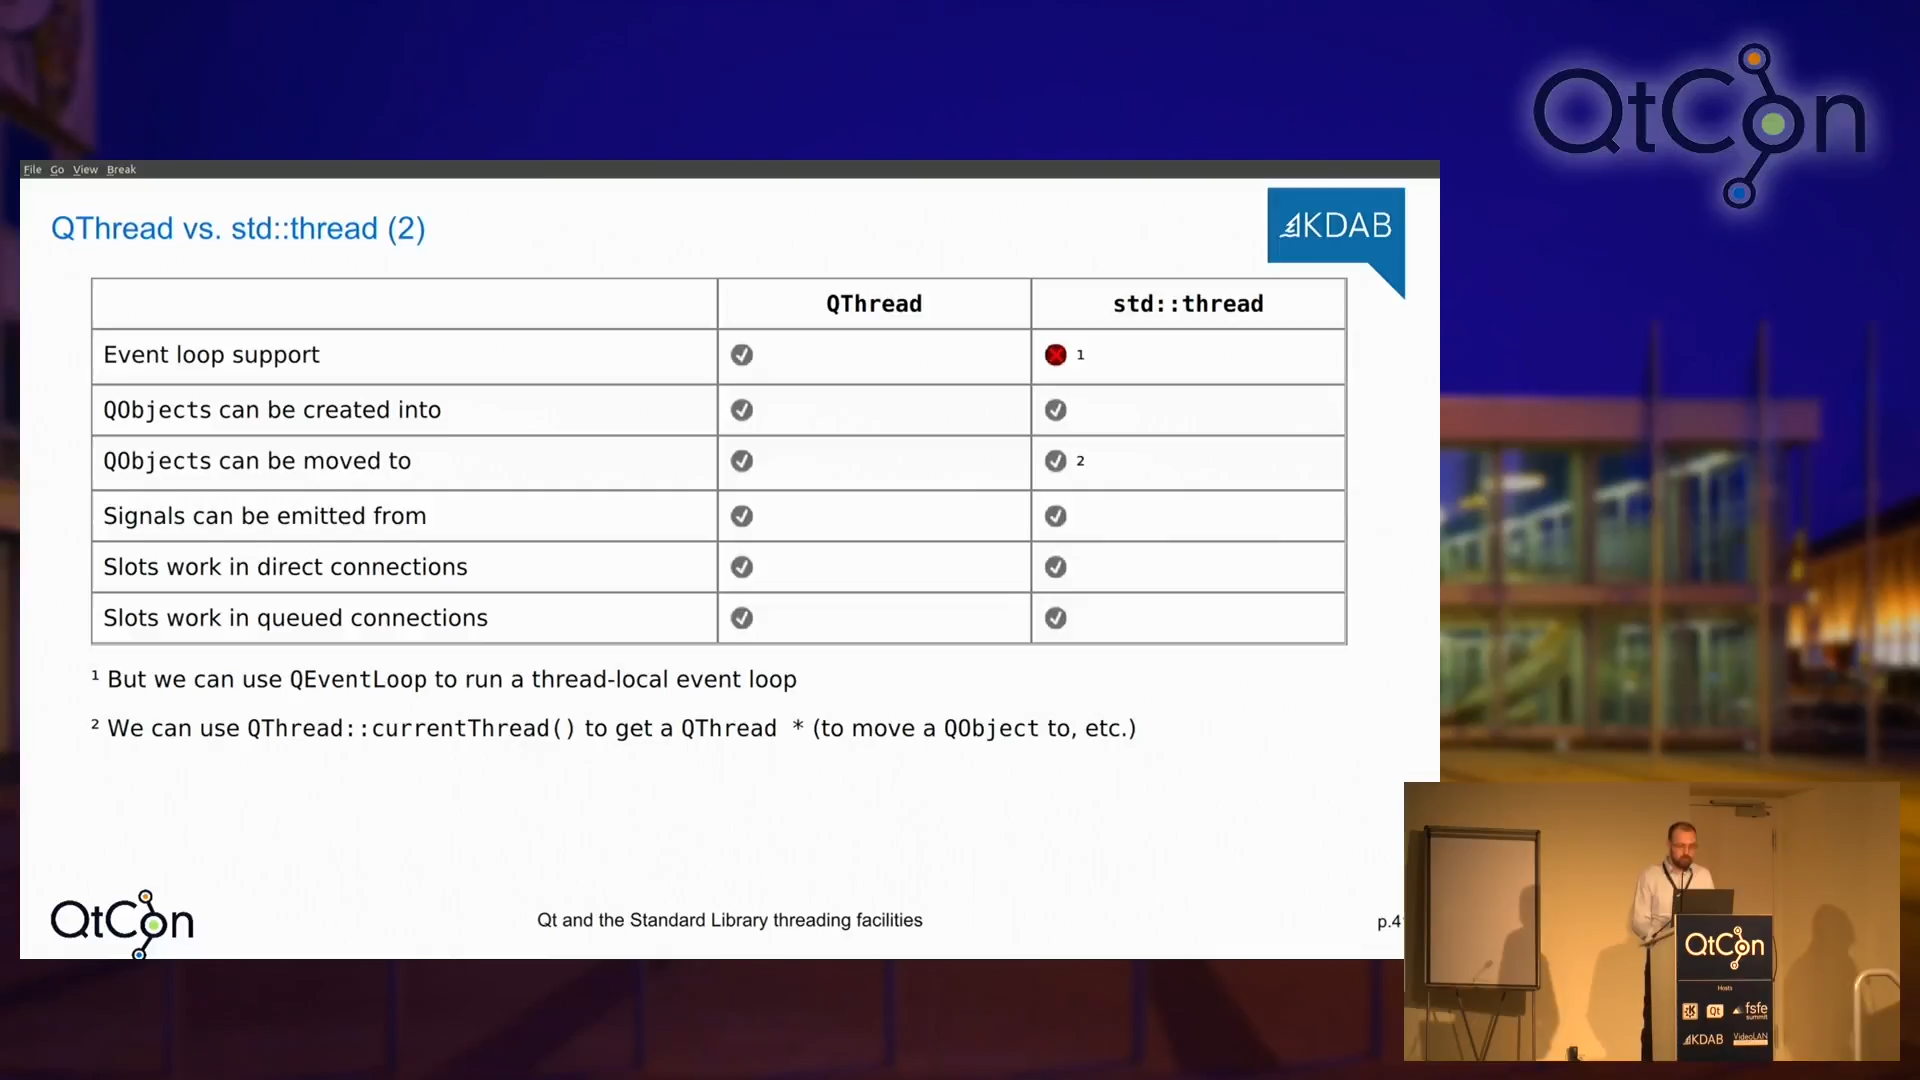 QtCon
File Go View Break
QThread vs. std::thread (2)
KDAB
QThread std::thread
Event loop support 1
QObjects can be created into
QObjects can be moved to 2
Signals can be emitted from
Slots work in direct connections
Slots work in queued connections
¹ But we can use QEventLoop to run a thread-local event loop
² We can use QThread::currentThread() to get a QThread * (to move a QObject to, etc.)
QtCon
Qt and the Standard Library threading facilities
p.4
QtCon
Hosts
Qt
fsfe
summit
KDAB
VideoLAN